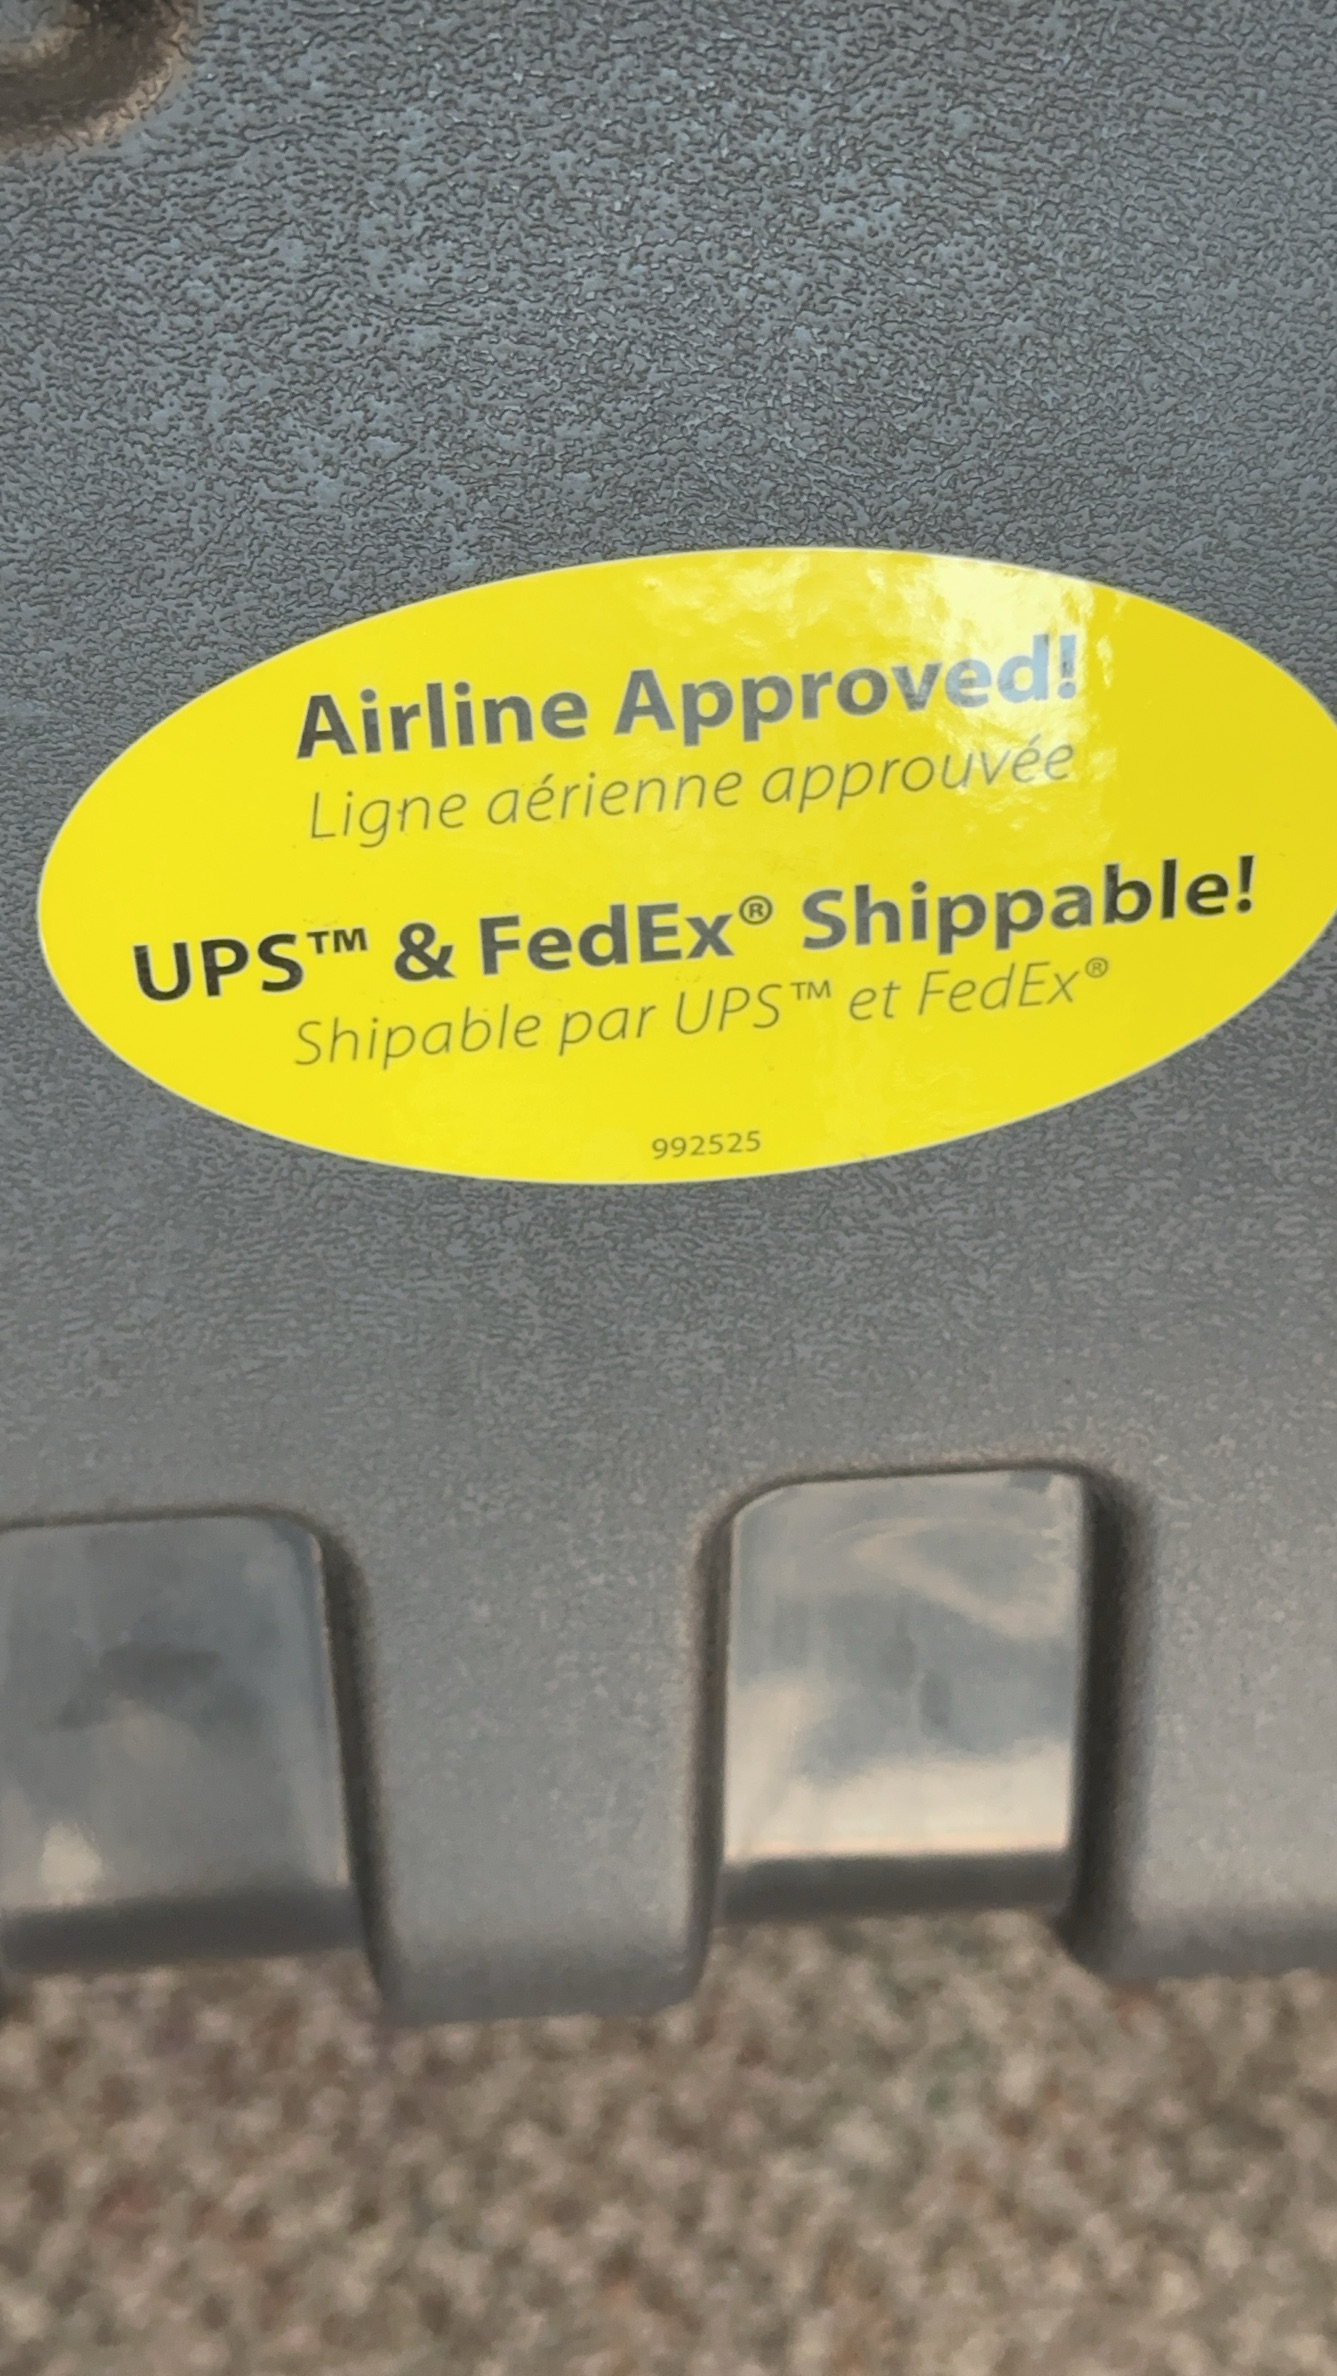 Airline Approved!
Ligne aérienne approuvée
UPS™ & FedEx® Shippable!
Shipable par UPS™ et FedEx®
992525